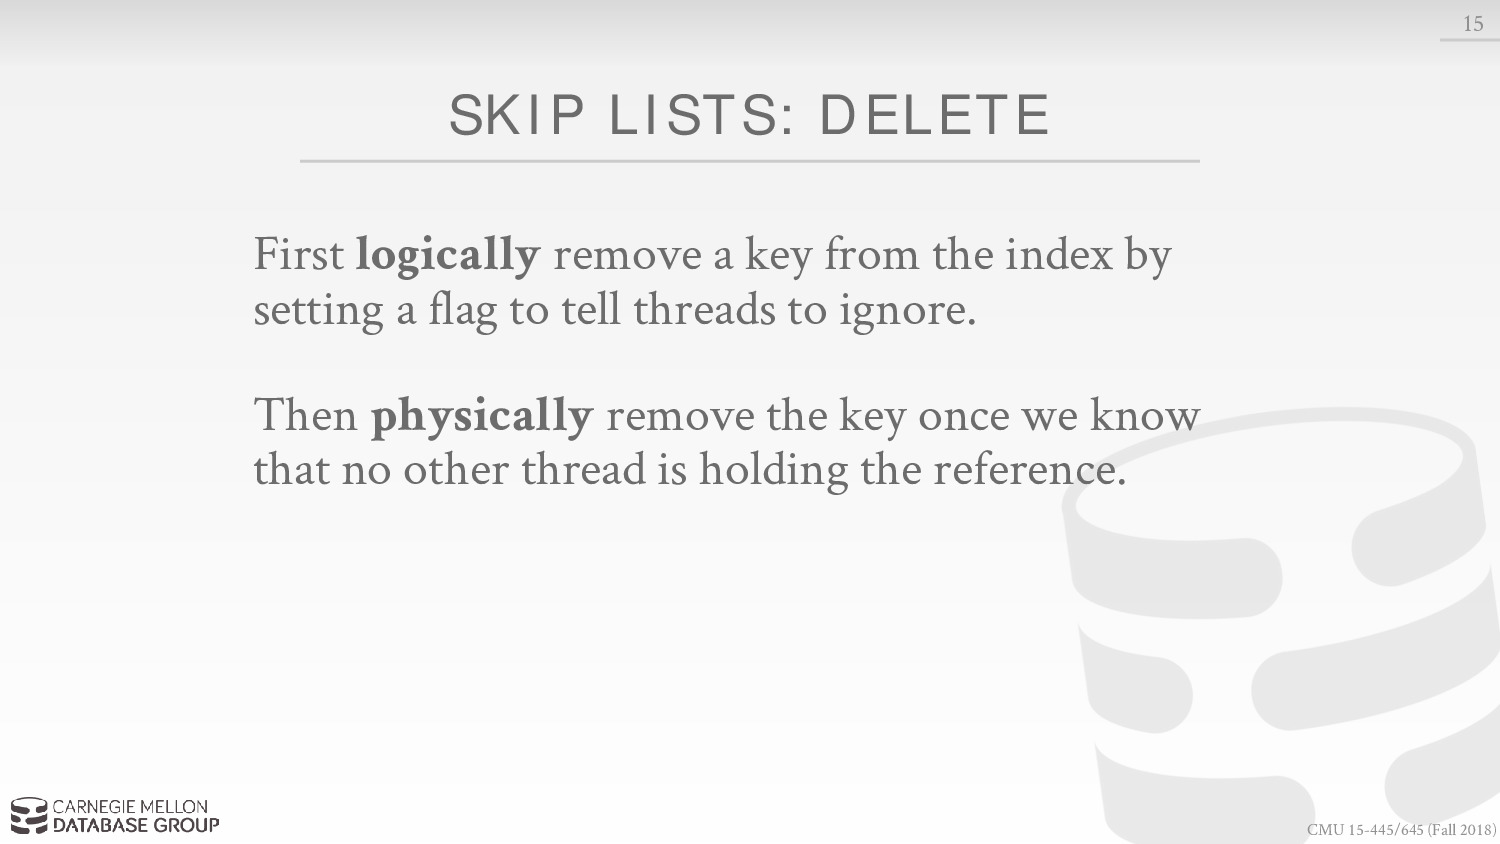 15
SKIP LISTS: DELETE
First logically remove a key from the index by
setting a flag to tell threads to ignore.
Then physically remove the key once we know
that no other thread is holding the reference.
CARNEGIE MELLON
DATABASE GROUP
CMU 15-445/645 (Fall 2018)